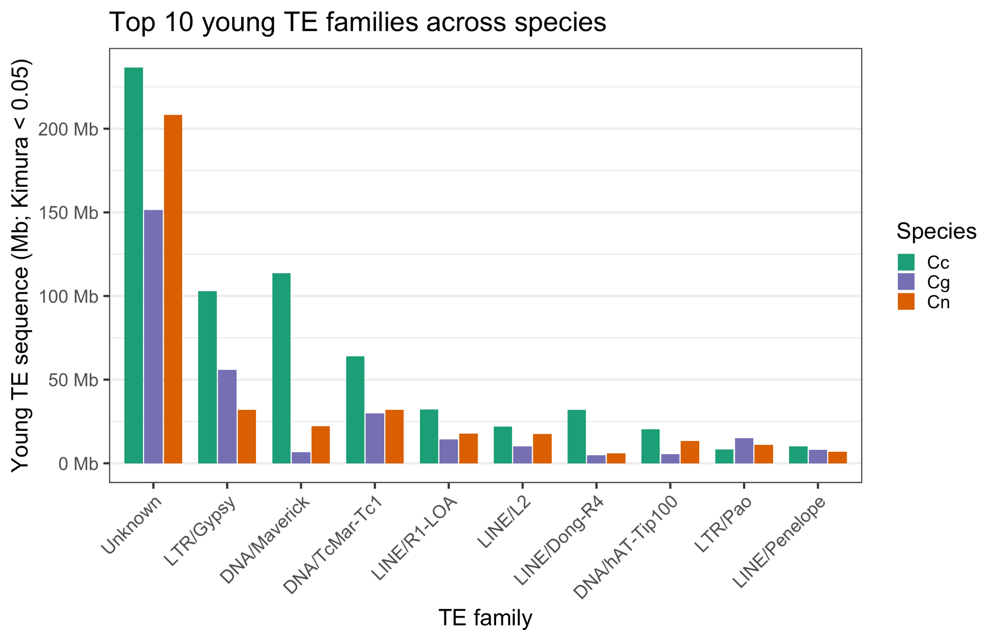 Top 10 young TE families across species
Young TE sequence (Mb; Kimura < 0.05)
200 Mb
150 Mb
100 Mb
50 Mb
0 Mb
Unknown
LTR/Gypsy
DNA/Maverick
DNA/TcMar-Tc1
LINE/R1-LOA
LINE/L2
LINE/Dong-R4
DNA/hAT-Tip100
LTR/Pao
LINE/Penelope
TE family
Species
Cc
Cg
Cn